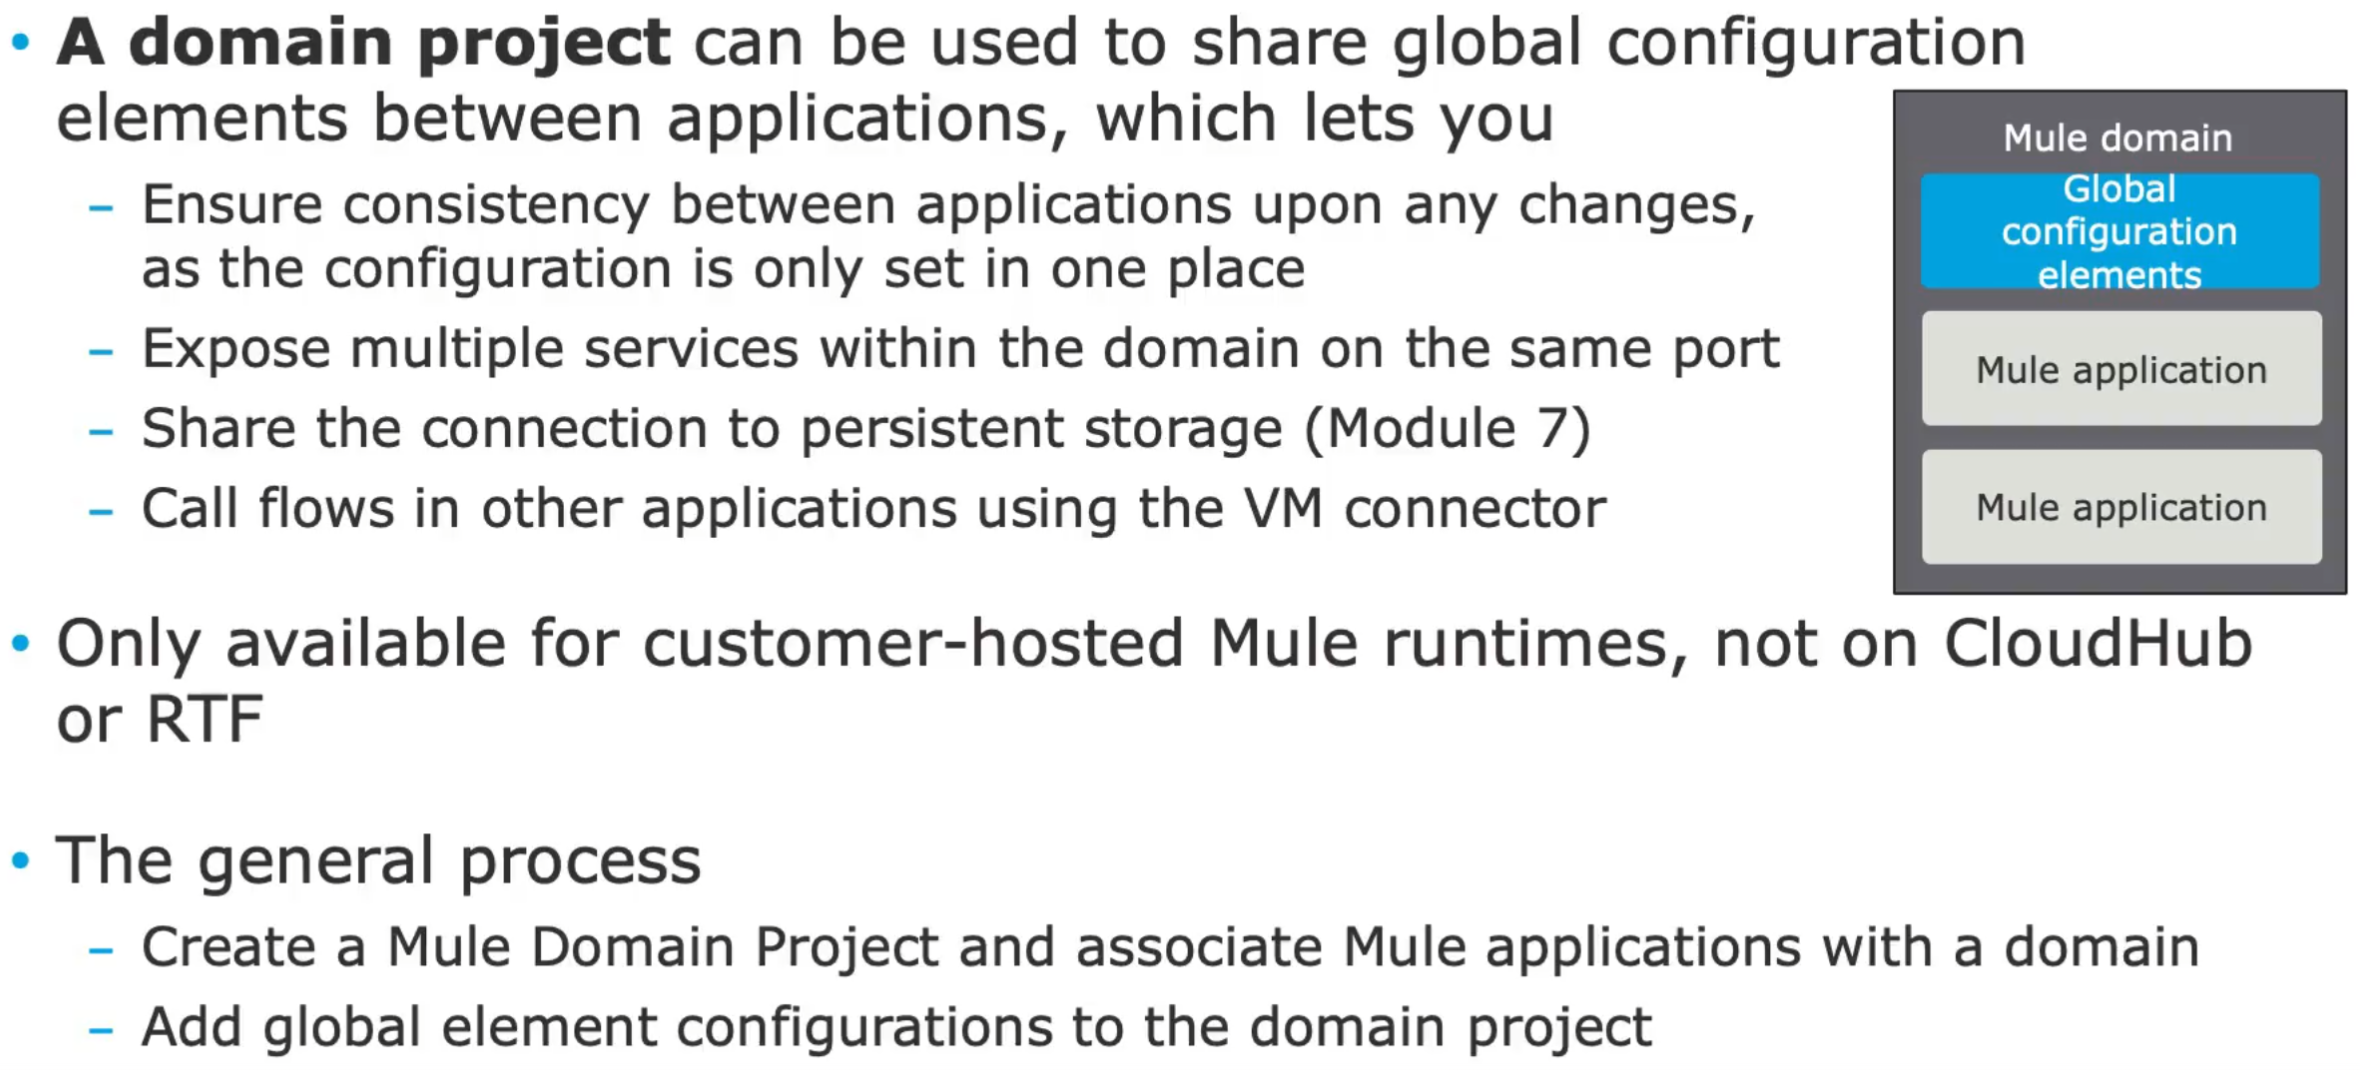 • A domain project can be used to share global configuration
elements between applications, which lets you
– Ensure consistency between applications upon any changes,
as the configuration is only set in one place
– Expose multiple services within the domain on the same port
– Share the connection to persistent storage (Module 7)
– Call flows in other applications using the VM connector
Mule domain
Global
configuration
elements
Mule application
Mule application
• Only available for customer-hosted Mule runtimes, not on CloudHub
or RTF
• The general process
– Create a Mule Domain Project and associate Mule applications with a domain
– Add global element configurations to the domain project